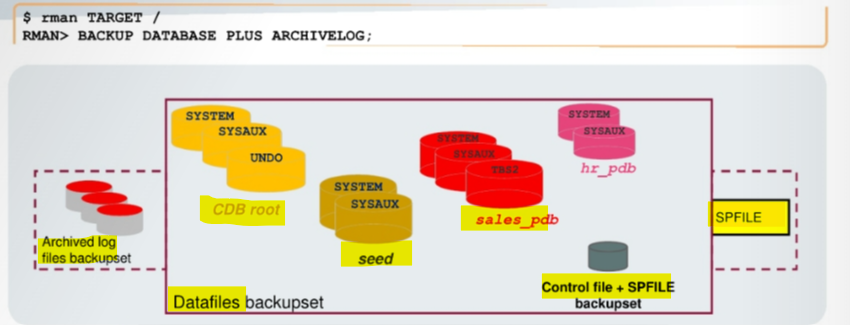 $ rman TARGET /
RMAN> BACKUP DATABASE PLUS ARCHIVELOG;
SYSTEM
SYSAUX
UNDO
CDB root
SYSTEM
SYSAUX
seed
SYSTEM
SYSAUX
TBS2
sales_pdb
SYSTEM
SYSAUX
hr_pdb
Archived log
files backupset
SPFILE
Control file + SPFILE
backupset
Datafiles backupset